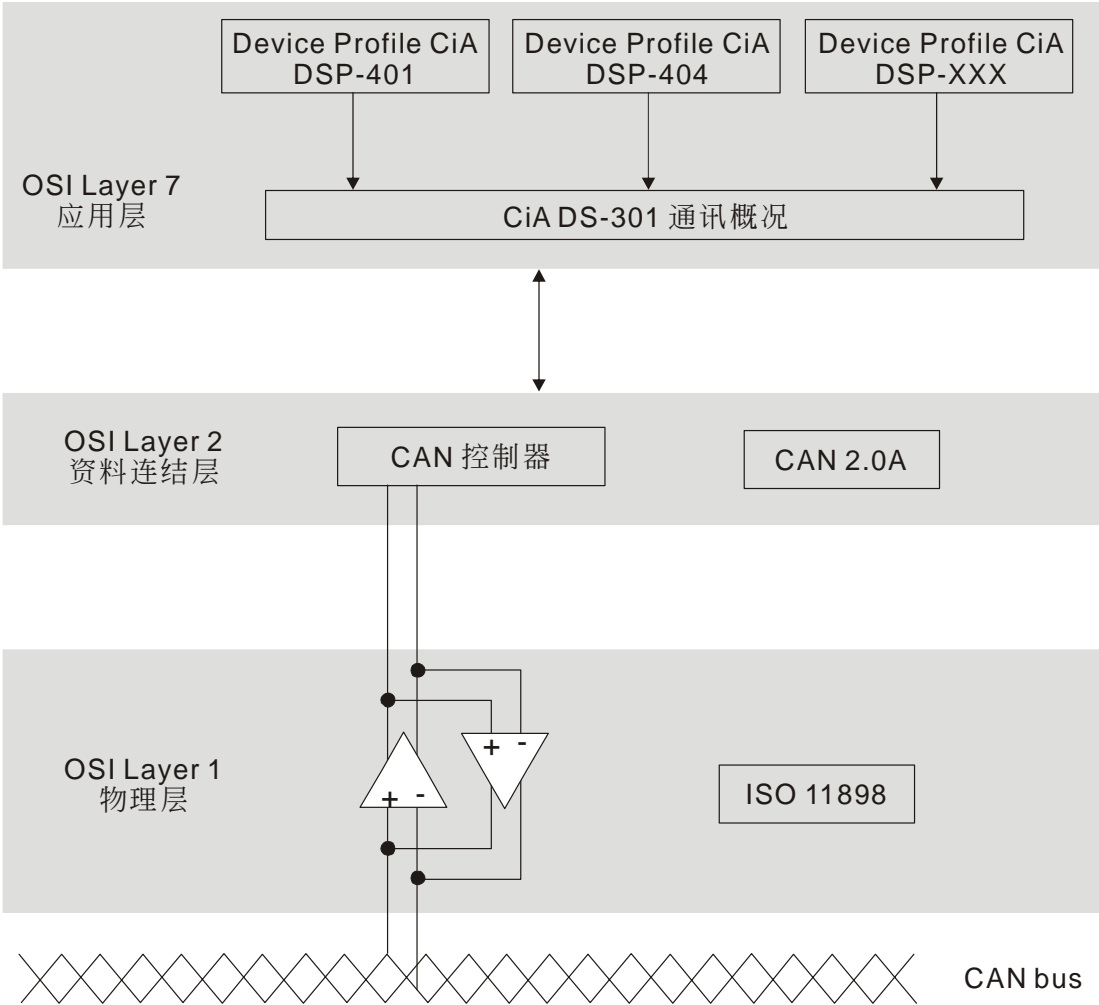 Device Profile CiA
DSP-401
Device Profile CiA
DSP-404
Device Profile CiA
DSP-XXX
OSI Layer 7
应用层
CiA DS-301 通讯概况
OSI Layer 2
资料连结层
CAN 控制器
CAN 2.0A
+ -
OSI Layer 1
物理层
+ -
ISO 11898
CAN bus